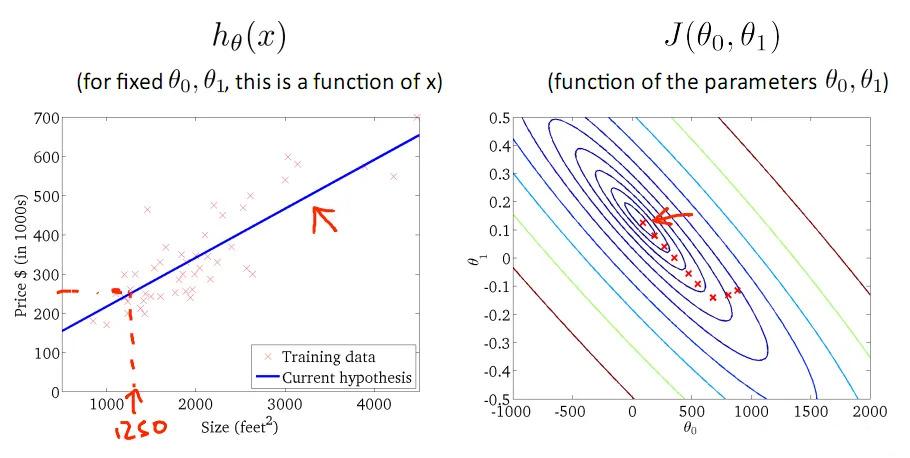 h_θ(x)
(for fixed θ₀, θ₁, this is a function of x)
Price $ (in 1000s)
700
600
500
400
300
200
100
0
1000 2000 3000 4000
Size (feet²)
Training data
Current hypothesis
1250
J(θ₀, θ₁)
(function of the parameters θ₀, θ₁)
θ₁
0.5
0.4
0.3
0.2
0.1
0
-0.1
-0.2
-0.3
-0.4
-0.5
-1000 -500 0 500 1000 1500 2000
θ₀